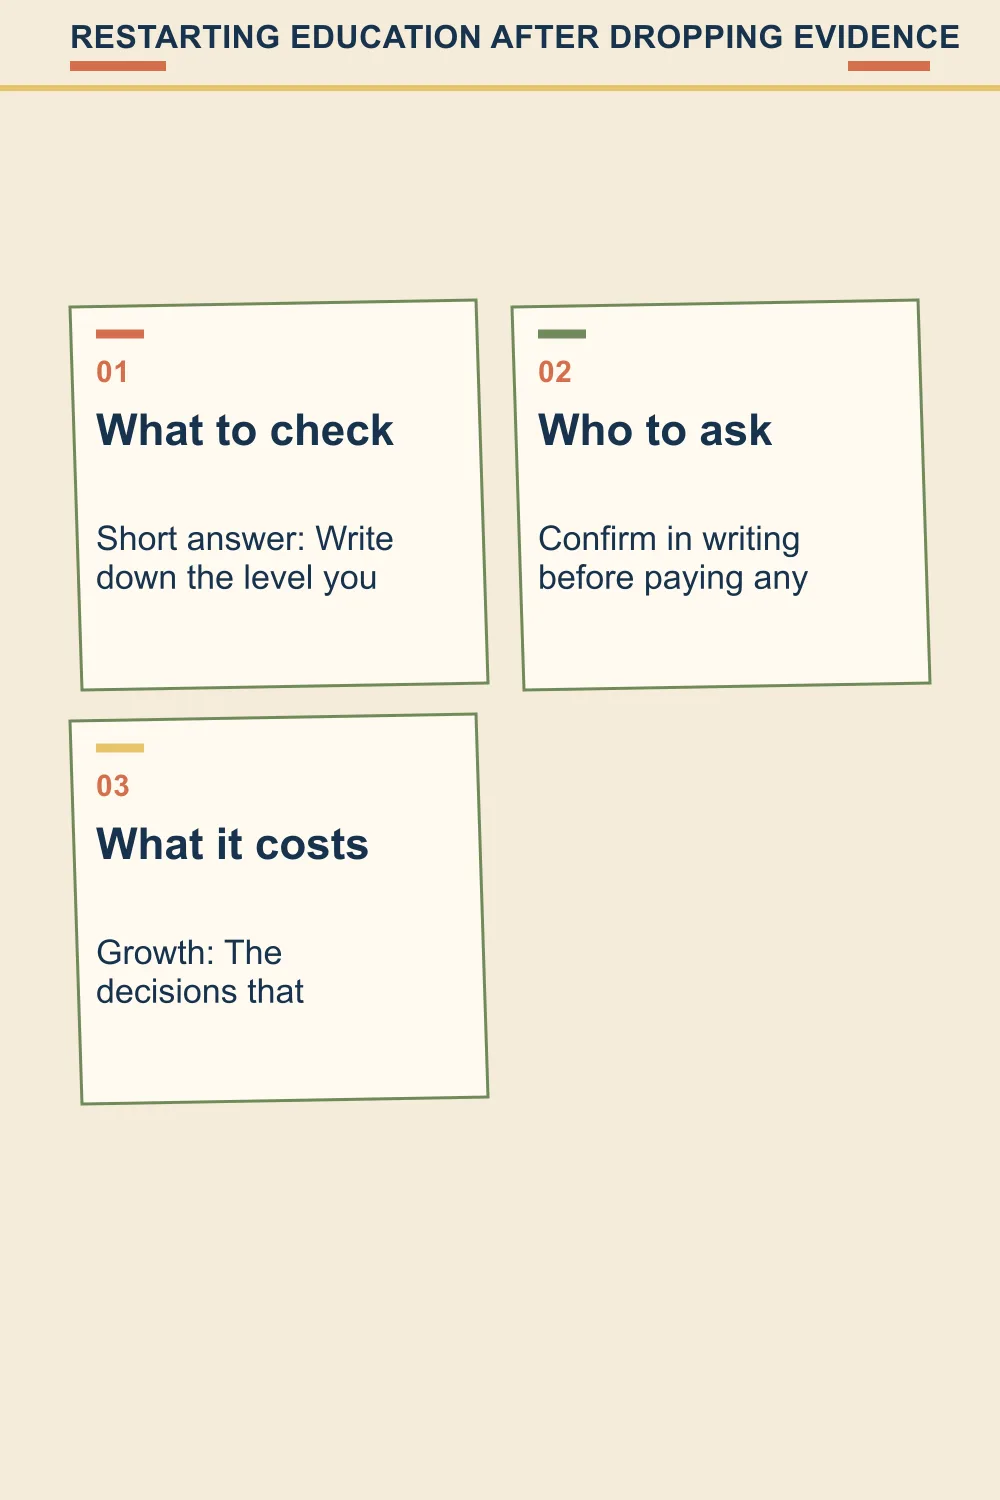 RESTARTING EDUCATION AFTER DROPPING EVIDENCE
01
What to check
Short answer: Write
down the level you
02
Who to ask
Confirm in writing
before paying any
03
What it costs
Growth: The
decisions that